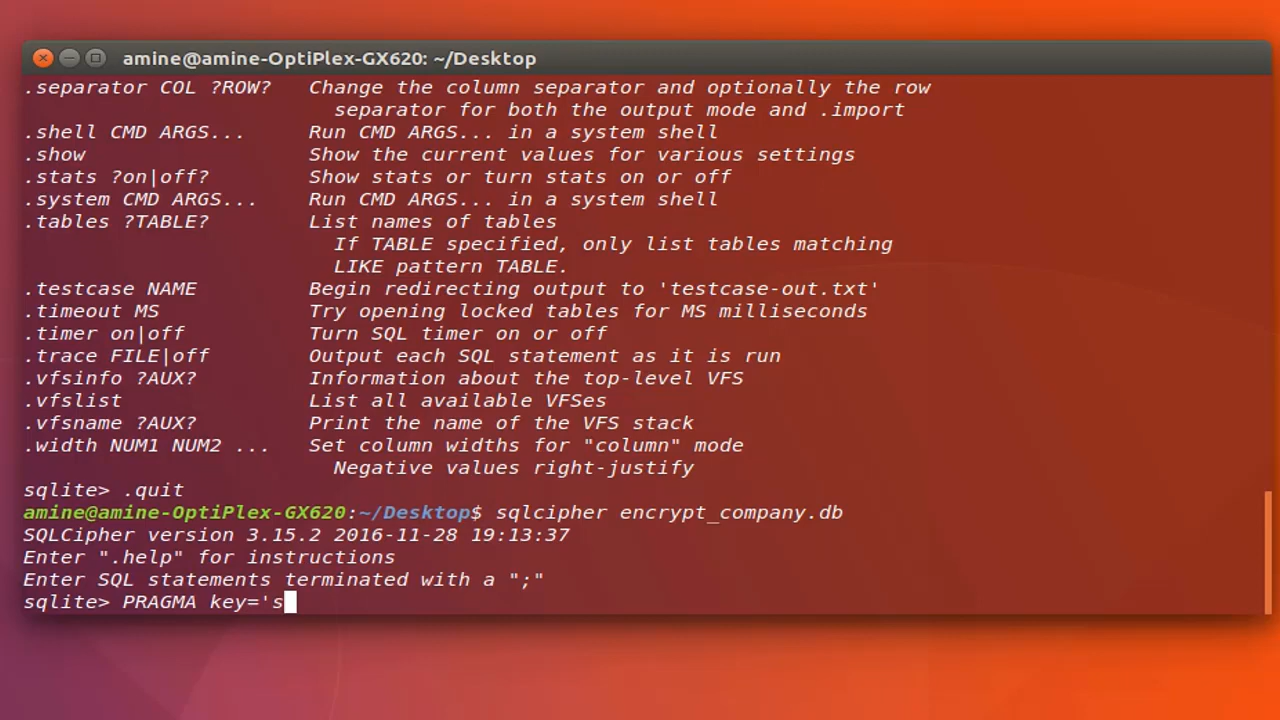 amine@amine-OptiPlex-GX620: ~/Desktop
.separator COL ?ROW?   Change the column separator and optionally the row
                         separator for both the output mode and .import
.shell CMD ARGS...     Run CMD ARGS... in a system shell
.show                  Show the current values for various settings
.stats ?on|off?        Show stats or turn stats on or off
.system CMD ARGS...    Run CMD ARGS... in a system shell
.tables ?TABLE?        List names of tables
                         If TABLE specified, only list tables matching
                         LIKE pattern TABLE.
.testcase NAME         Begin redirecting output to 'testcase-out.txt'
.timeout MS            Try opening locked tables for MS milliseconds
.timer on|off          Turn SQL timer on or off
.trace FILE|off        Output each SQL statement as it is run
.vfsinfo ?AUX?         Information about the top-level VFS
.vfslist               List all available VFSes
.vfsname ?AUX?         Print the name of the VFS stack
.width NUM1 NUM2 ...   Set column widths for "column" mode
                         Negative values right-justify
sqlite> .quit
amine@amine-OptiPlex-GX620:~/Desktop$ sqlcipher encrypt_company.db
SQLCipher version 3.15.2 2016-11-28 19:13:37
Enter ".help" for instructions
Enter SQL statements terminated with a ";"
sqlite> PRAGMA key='s